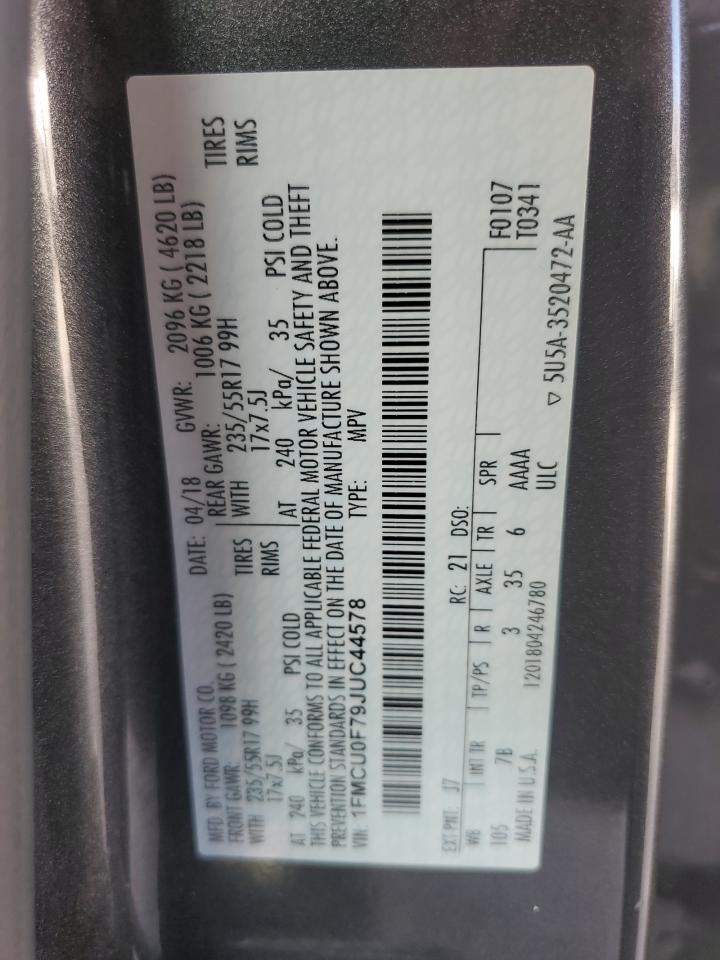 MFD. BY FORD MOTOR CO. DATE: 04/18 GVWR: 2096 KG ( 4620 LB)
FRONT GAWR: 1098 KG ( 2420 LB) REAR GAWR: 1006 KG ( 2218 LB)
WITH 235/55R17 99H TIRES WITH 235/55R17 99H TIRES
17x7.5J RIMS 17x7.5J RIMS
AT 240 kPa/ 35 PSI COLD AT 240 kPa/ 35 PSI COLD
THIS VEHICLE CONFORMS TO ALL APPLICABLE FEDERAL MOTOR VEHICLE SAFETY AND THEFT
PREVENTION STANDARDS IN EFFECT ON THE DATE OF MANUFACTURE SHOWN ABOVE.
VIN: 1FMCU0F79JUC44578 TYPE: MPV
EXT PNT: J7 RC: 21 DSO:
WB INT TR TP/PS R AXLE TR SPR F0107
105 7B 3 35 6 AAAA T0341
ULC
MADE IN U.S.A. 1201804246780 ▽ 5U5A-3520472-AA